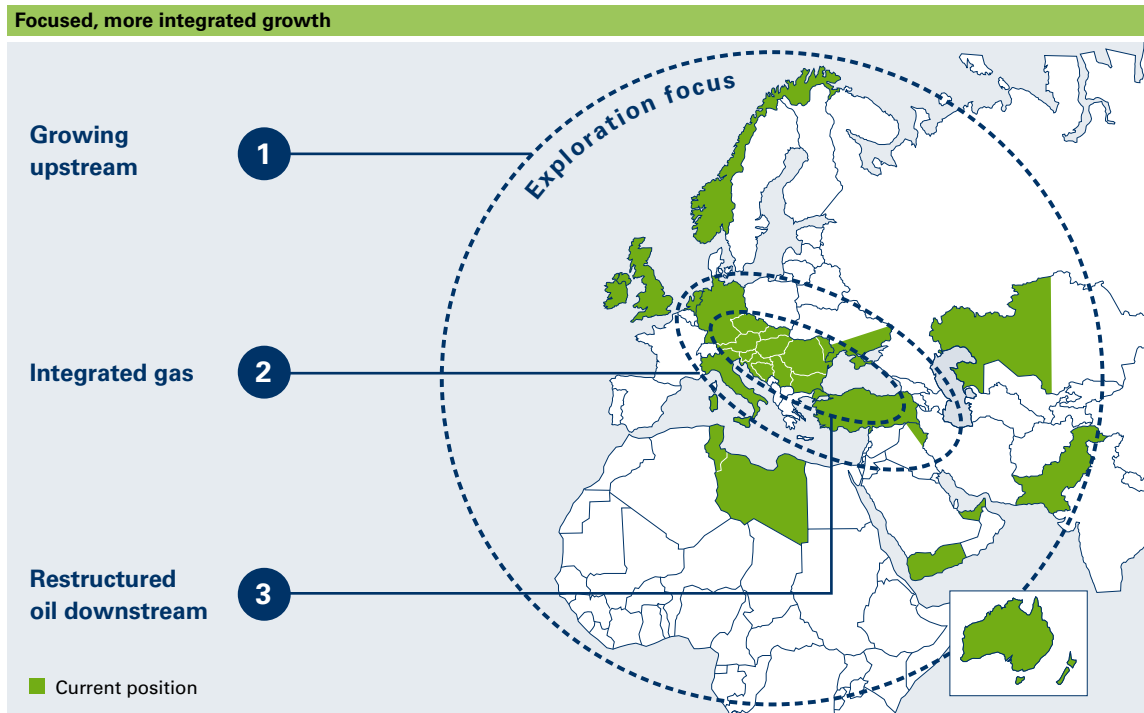 Focused, more integrated growth
Exploration focus
Growing
upstream
1
Integrated gas
2
Restructured
oil downstream
3
Current position